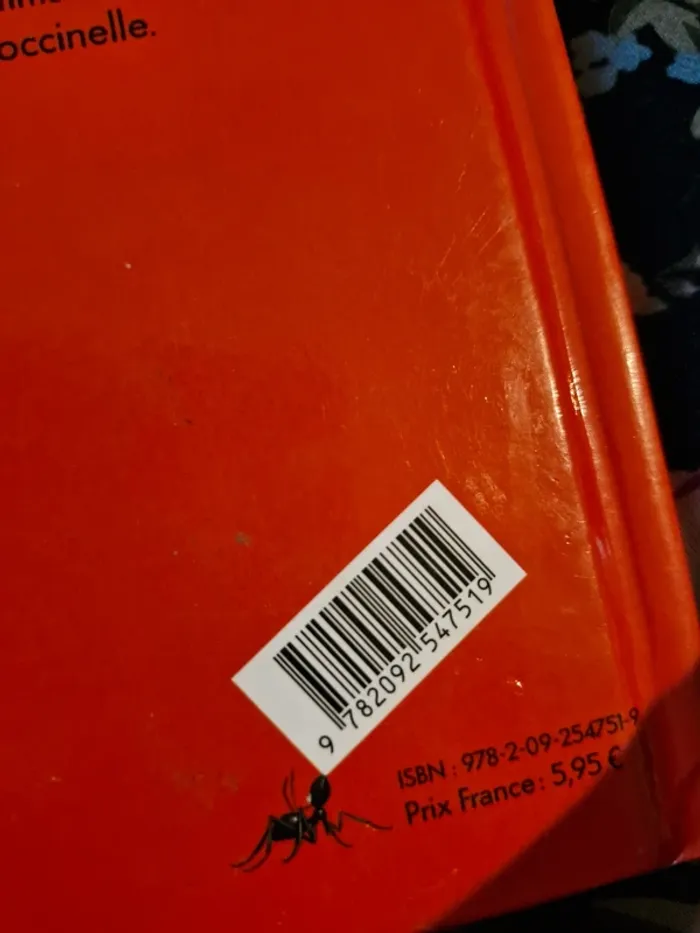 occinelle.
9 782092 547519
ISBN : 978-2-09-254751-9
Prix France : 5,95 €